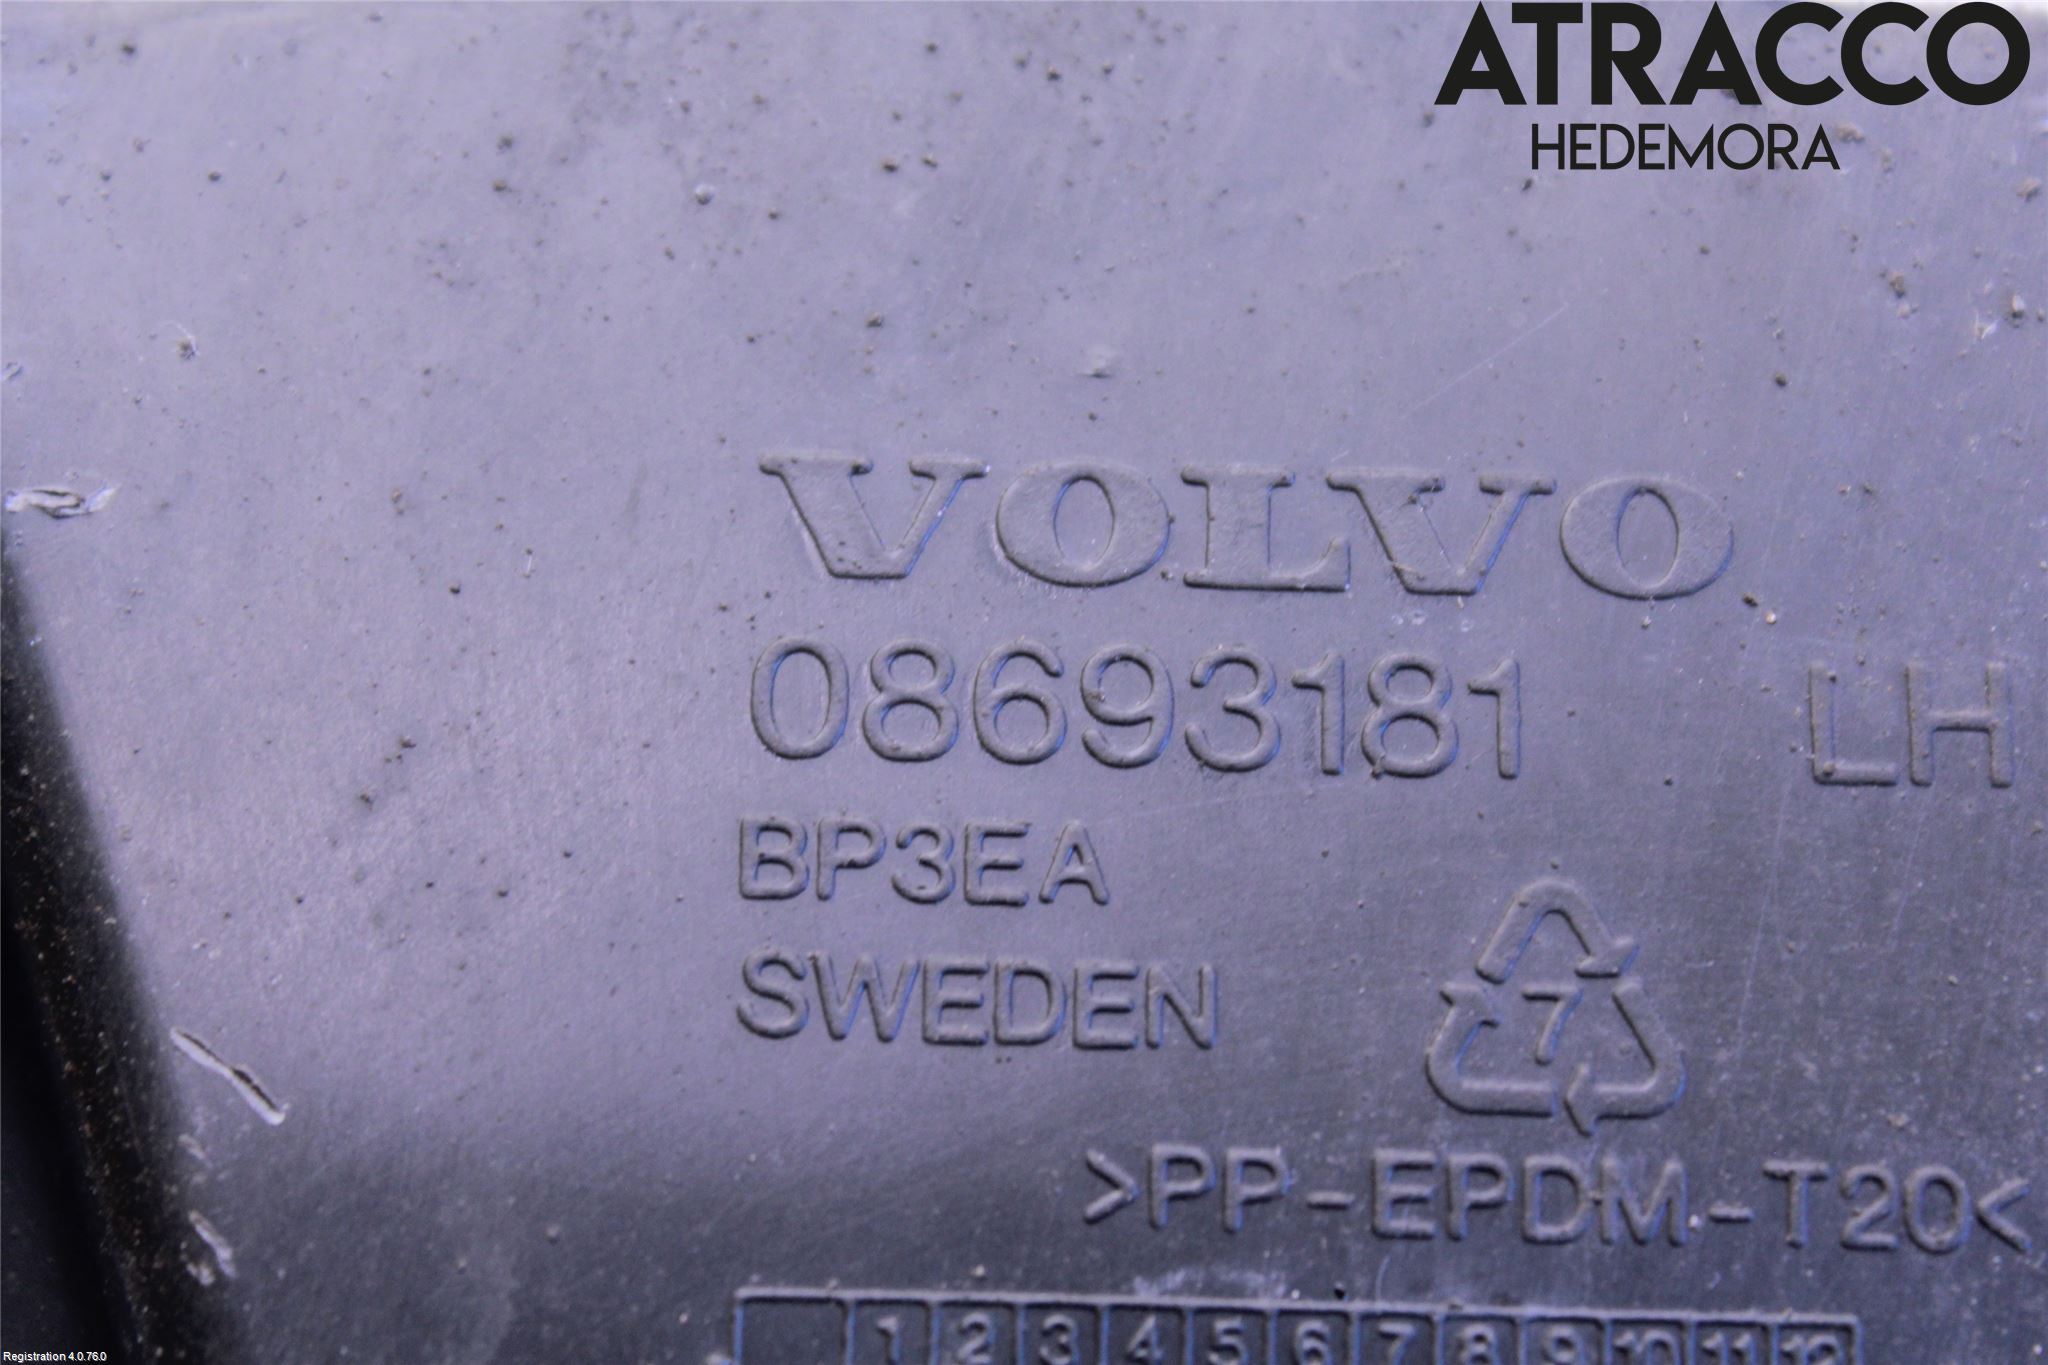 ATRACCO
HEDEMORA
VOLVO
08693181 LH
BP3EA
SWEDEN
7
>PP-EPDM-T20<
1 2 3 4 5 6 7 8 9 10 11 12
Registration 4.0.76.0